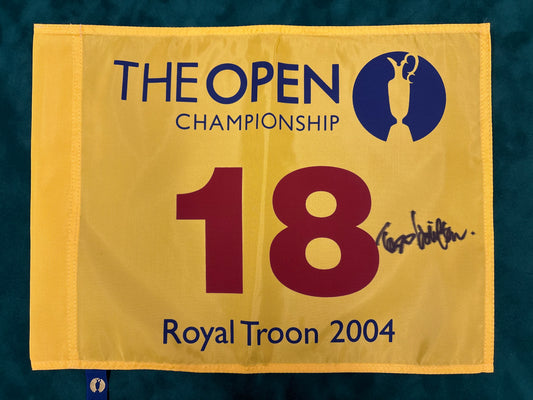 THE OPEN
CHAMPIONSHIP
18
Royal Troon 2004